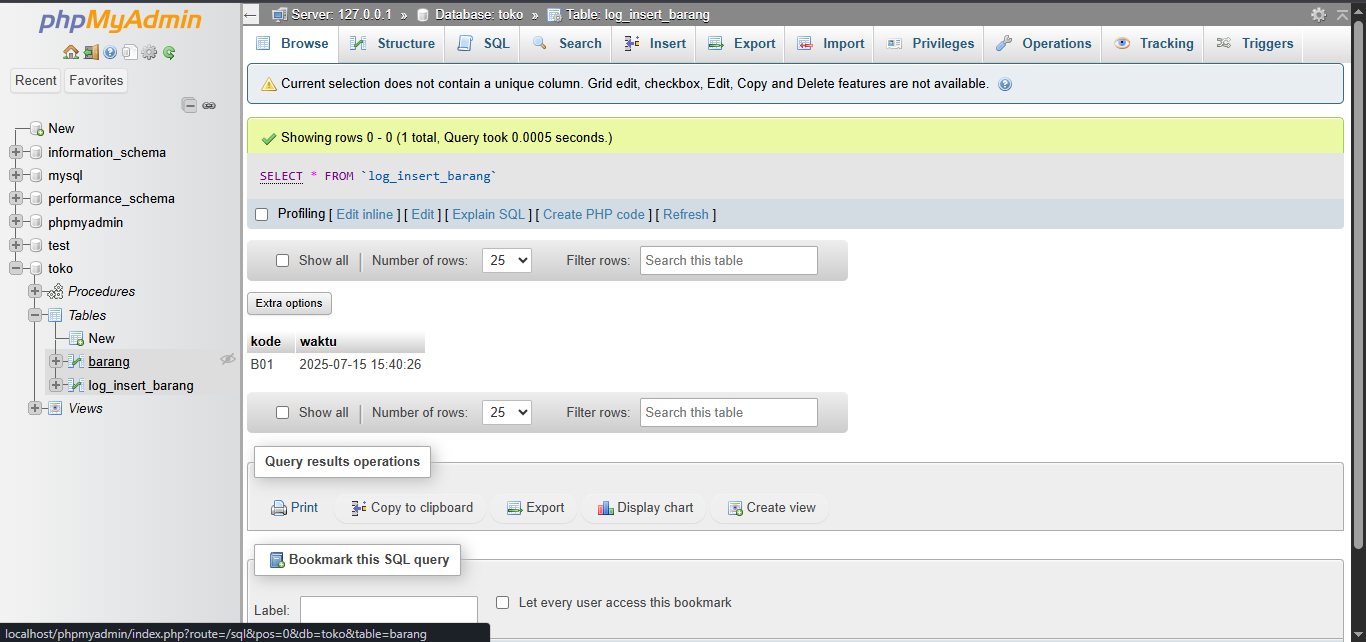 phpMyAdmin
Recent Favorites
New
information_schema
mysql
performance_schema
phpmyadmin
test
toko
Procedures
Tables
New
barang
log_insert_barang
Views
Server: 127.0.0.1 » Database: toko » Table: log_insert_barang
Browse Structure SQL Search Insert Export Import Privileges Operations Tracking Triggers
Current selection does not contain a unique column. Grid edit, checkbox, Edit, Copy and Delete features are not available.
Showing rows 0 - 0 (1 total, Query took 0.0005 seconds.)
SELECT * FROM `log_insert_barang`
Profiling [ Edit inline ] [ Edit ] [ Explain SQL ] [ Create PHP code ] [ Refresh ]
Show all Number of rows: 25 Filter rows: Search this table
Extra options
kode waktu
B01 2025-07-15 15:40:26
Show all Number of rows: 25 Filter rows: Search this table
Query results operations
Print Copy to clipboard Export Display chart Create view
Bookmark this SQL query
Label: Let every user access this bookmark
localhost/phpmyadmin/index.php?route=/sql&pos=0&db=toko&table=barang